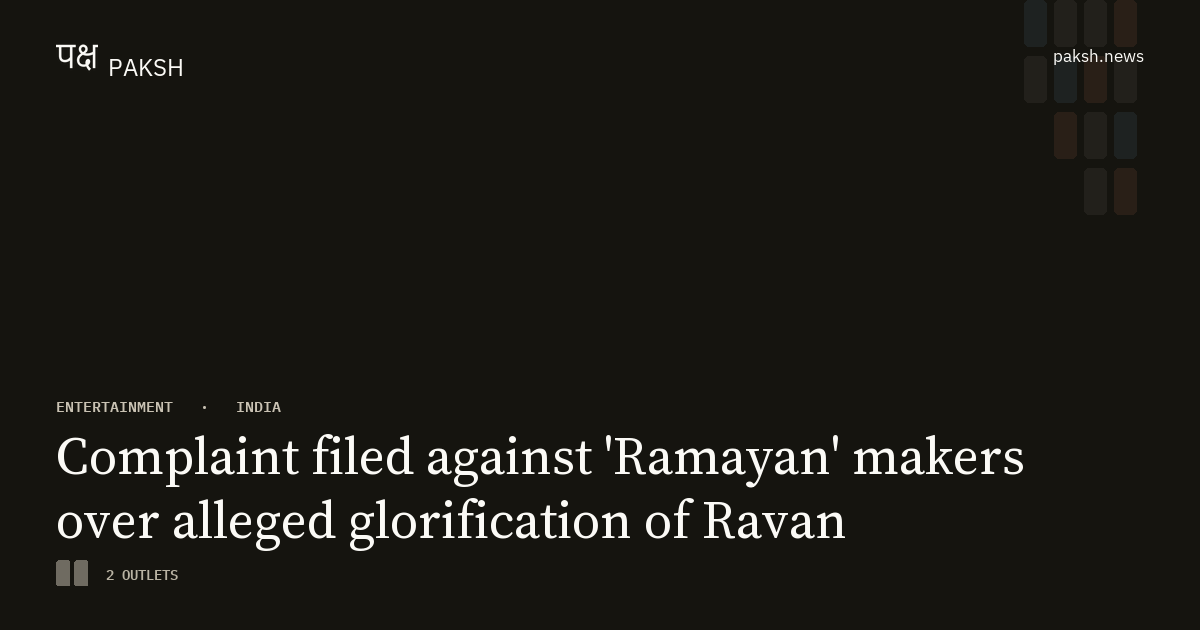 पक्ष PAKSH
paksh.news
ENTERTAINMENT · INDIA
Complaint filed against 'Ramayan' makers
over alleged glorification of Ravan
2 OUTLETS